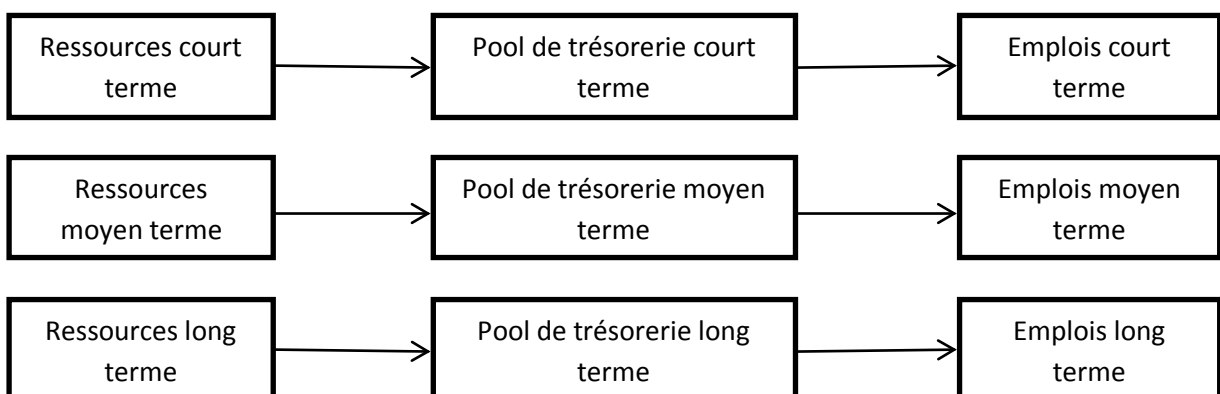 Ressources court
terme
Pool de trésorerie court
terme
Emplois court
terme
Ressources
moyen terme
Pool de trésorerie moyen
terme
Emplois moyen
terme
Ressources long
terme
Pool de trésorerie long
terme
Emplois long
terme